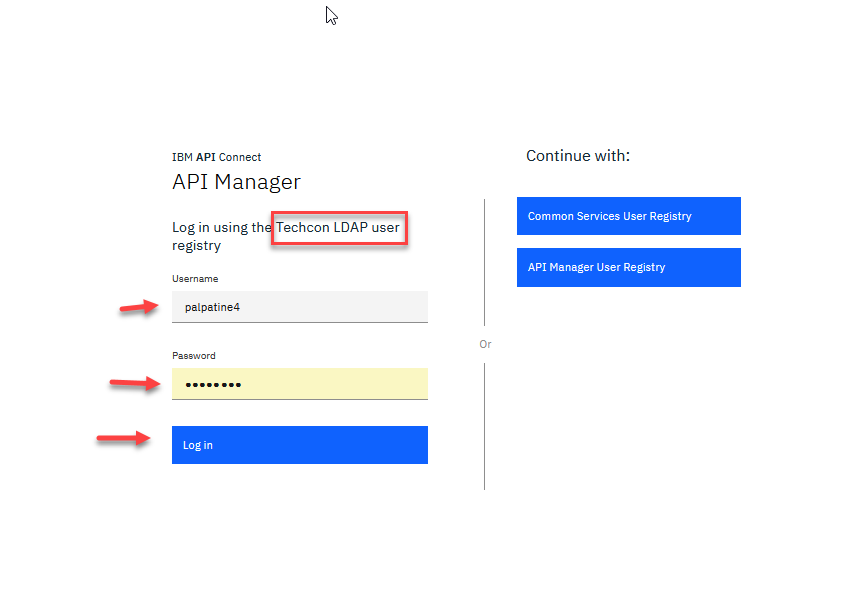 IBM API Connect
API Manager
Log in using the Techcon LDAP user
registry
Username
palpatine4
Password
••••••••
Log in
Or
Continue with:
Common Services User Registry
API Manager User Registry